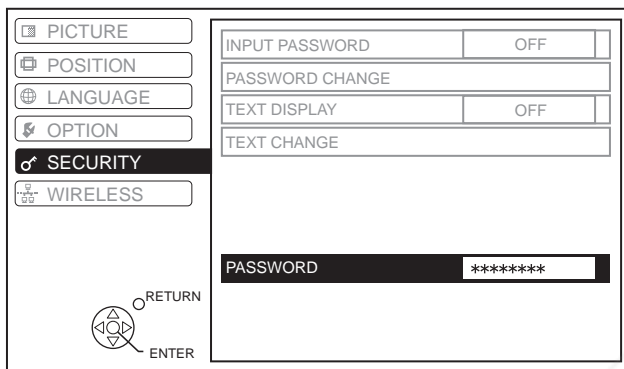 PICTURE
POSITION
LANGUAGE
OPTION
SECURITY
WIRELESS
INPUT PASSWORD OFF
PASSWORD CHANGE
TEXT DISPLAY OFF
TEXT CHANGE
PASSWORD ********
RETURN
ENTER